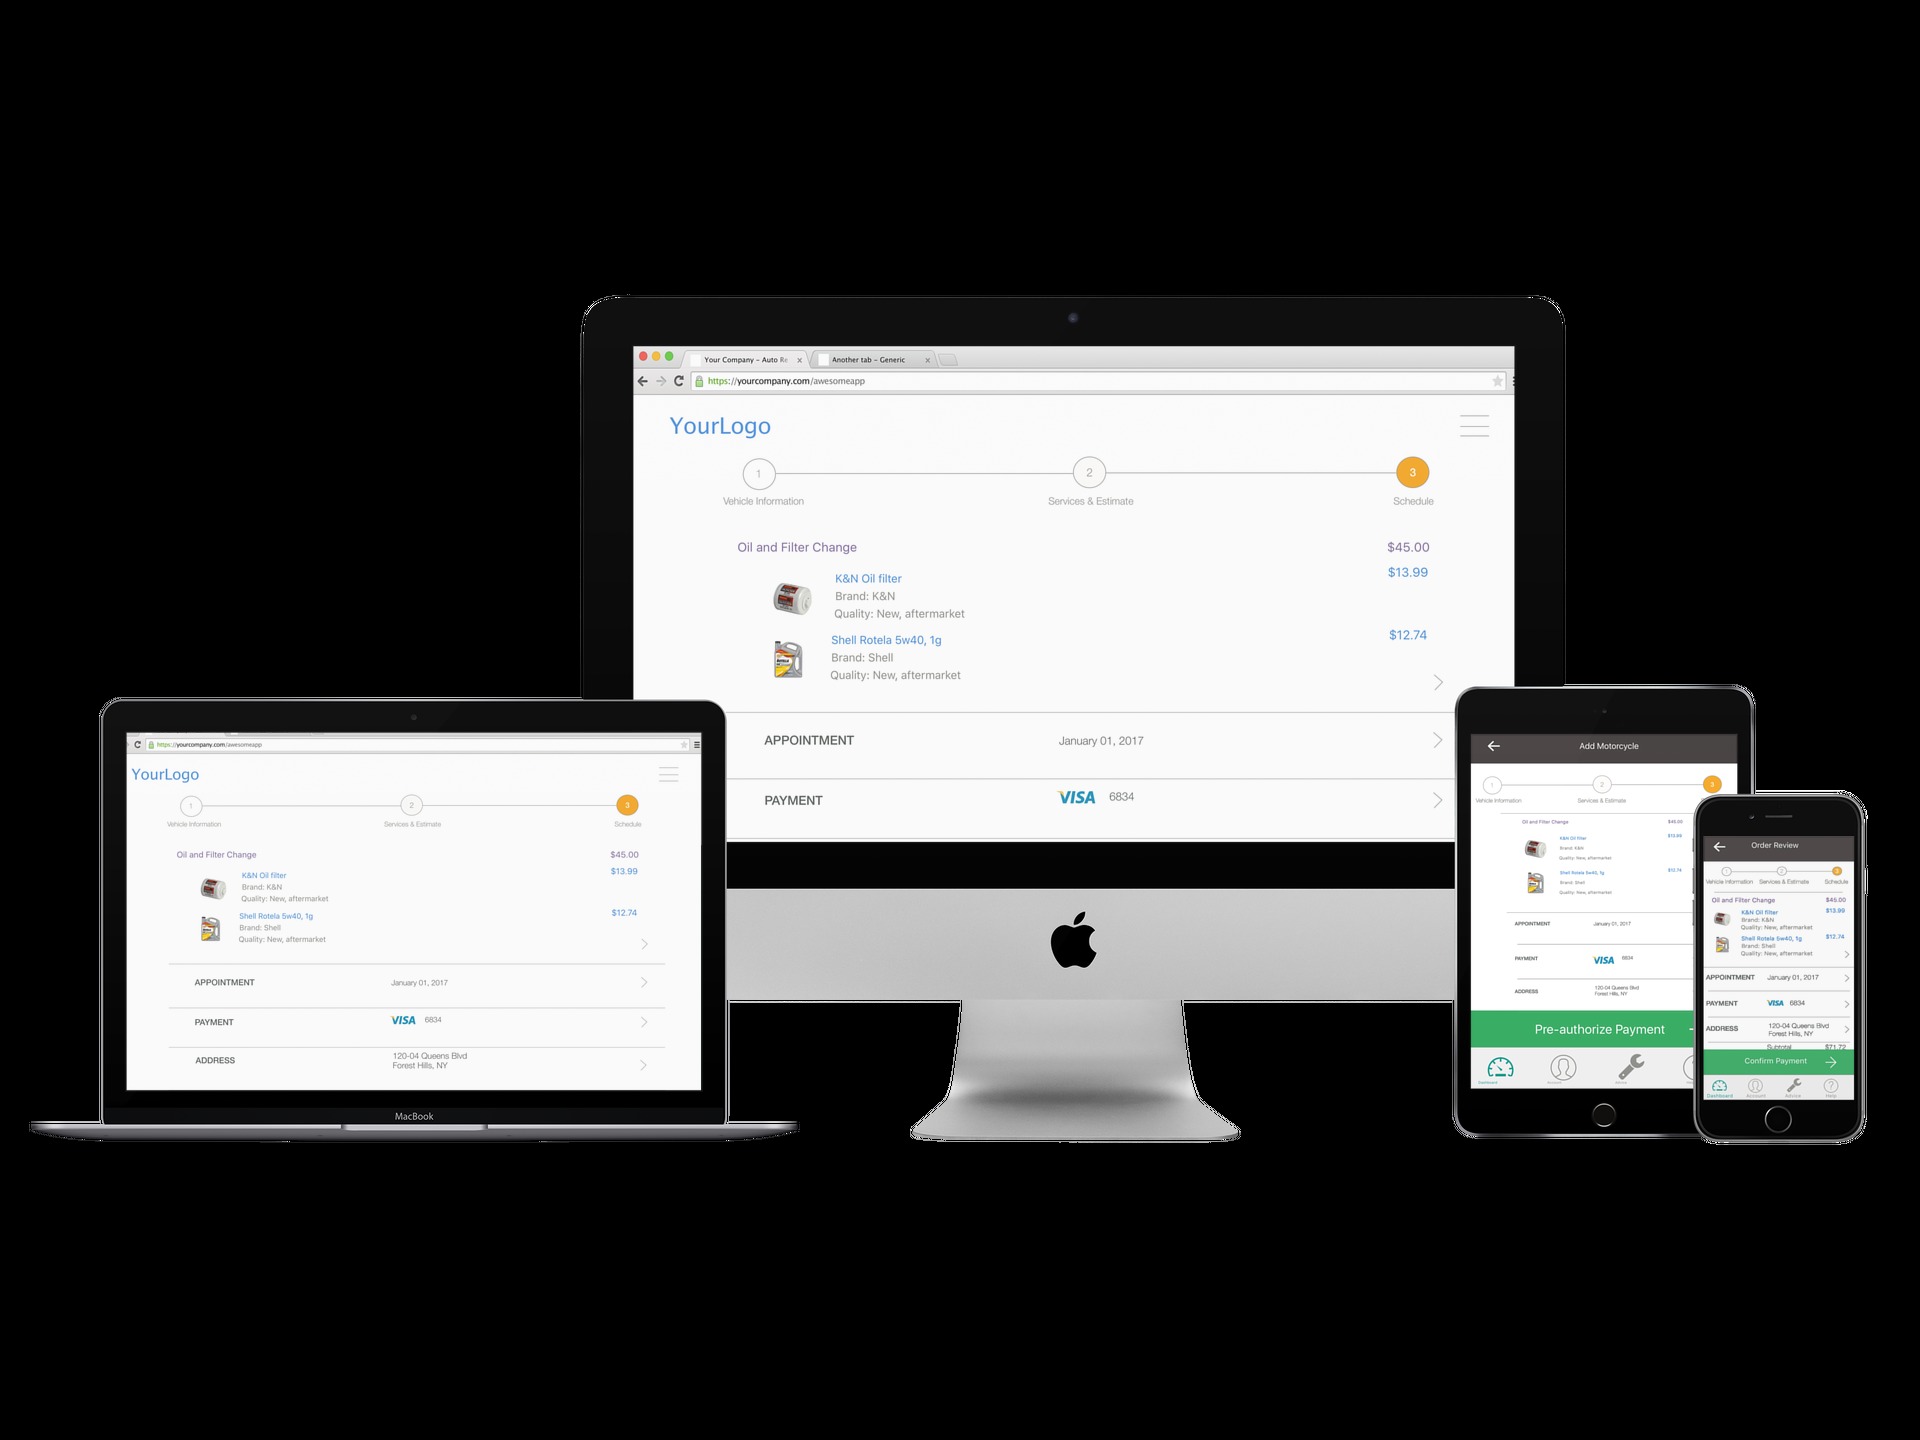 Your Company - Auto Re
Another tab - Generic
https://yourcompany.com/awesomeapp
YourLogo
1
2
3
Vehicle Information
Services & Estimate
Schedule
Oil and Filter Change
$45.00
K&N Oil filter
$13.99
Brand: K&N
Quality: New, aftermarket
Shell Rotela 5w40, 1g
$12.74
Brand: Shell
Quality: New, aftermarket
APPOINTMENT
January 01, 2017
PAYMENT
VISA 6834
https://yourcompany.com/awesomeapp
YourLogo
1
2
3
Vehicle Information
Services & Estimate
Schedule
Oil and Filter Change
$45.00
K&N Oil filter
$13.99
Brand: K&N
Quality: New, aftermarket
Shell Rotela 5w40, 1g
$12.74
Brand: Shell
Quality: New, aftermarket
APPOINTMENT
January 01, 2017
PAYMENT
VISA 6834
ADDRESS
120-04 Queens Blvd
Forest Hills, NY
MacBook
Add Motorcycle
1
2
3
Vehicle Information
Services & Estimate
Oil and Filter Change
$45.00
K&N Oil filter
$13.99
Brand: K&N
Quality: New, aftermarket
Shell Rotela 5w40, 1g
$12.74
Brand: Shell
Quality: New, aftermarket
APPOINTMENT
January 01, 2017
PAYMENT
VISA 6834
ADDRESS
120-04 Queens Blvd
Forest Hills, NY
Pre-authorize Payment
Dashboard
Account
Advice
Order Review
1
2
3
Vehicle Information
Services & Estimate
Schedule
Oil and Filter Change
$45.00
K&N Oil filter
$13.99
Brand: K&N
Quality: New, aftermarket
Shell Rotela 5w40, 1g
$12.74
Brand: Shell
Quality: New, aftermarket
APPOINTMENT
January 01, 2017
PAYMENT
VISA 6834
ADDRESS
120-04 Queens Blvd
Forest Hills, NY
Subtotal
$71.72
Confirm Payment
Dashboard
Account
Advice
Help